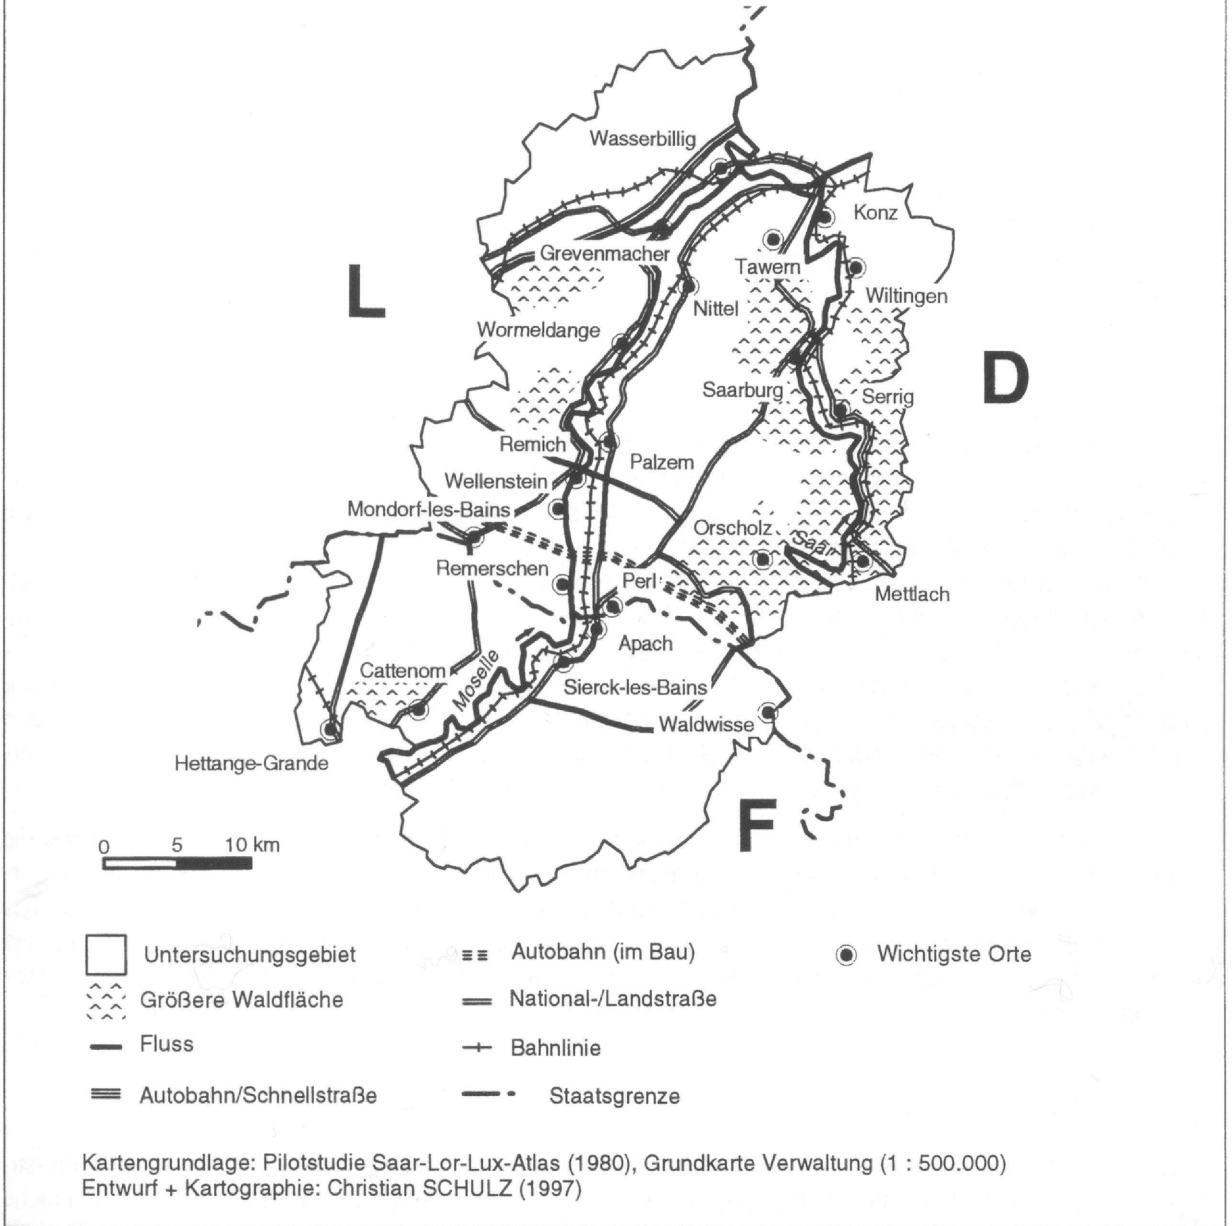 Wasserbillig
Konz
Grevenmacher
Tawern
L
Wiltingen
Nittel
Wormeldange
D
Saarburg
Serrig
Remich
Palzem
Wellenstein
Mondorf-les-Bains
Orscholz
Saar
Remerschen
Perl
Mettlach
Apach
Cattenom
Moselle
Sierck-les-Bains
Waldwisse
Hettange-Grande
F
0 5 10 km
Untersuchungsgebiet
Autobahn (im Bau)
Wichtigste Orte
Größere Waldfläche
National-/Landstraße
Fluss
Bahnlinie
Autobahn/Schnellstraße
Staatsgrenze
Kartengrundlage: Pilotstudie Saar-Lor-Lux-Atlas (1980), Grundkarte Verwaltung (1 : 500.000)
Entwurf + Kartographie: Christian SCHULZ (1997)